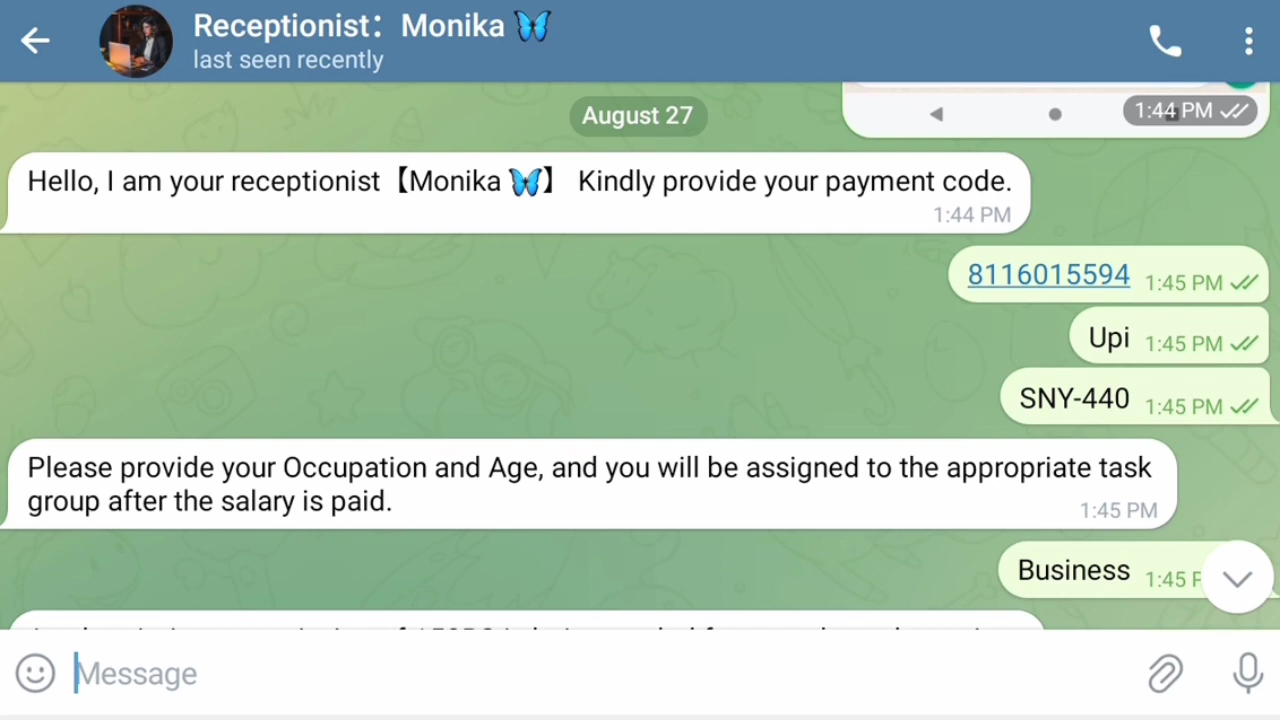 Receptionist: Monika 🦋
last seen recently
1:44 PM
August 27
Hello, I am your receptionist【Monika 🦋】 Kindly provide your payment code.
1:44 PM
8116015594 1:45 PM
Upi 1:45 PM
SNY-440 1:45 PM
Please provide your Occupation and Age, and you will be assigned to the appropriate task
group after the salary is paid.
1:45 PM
Business 1:45 P
Message